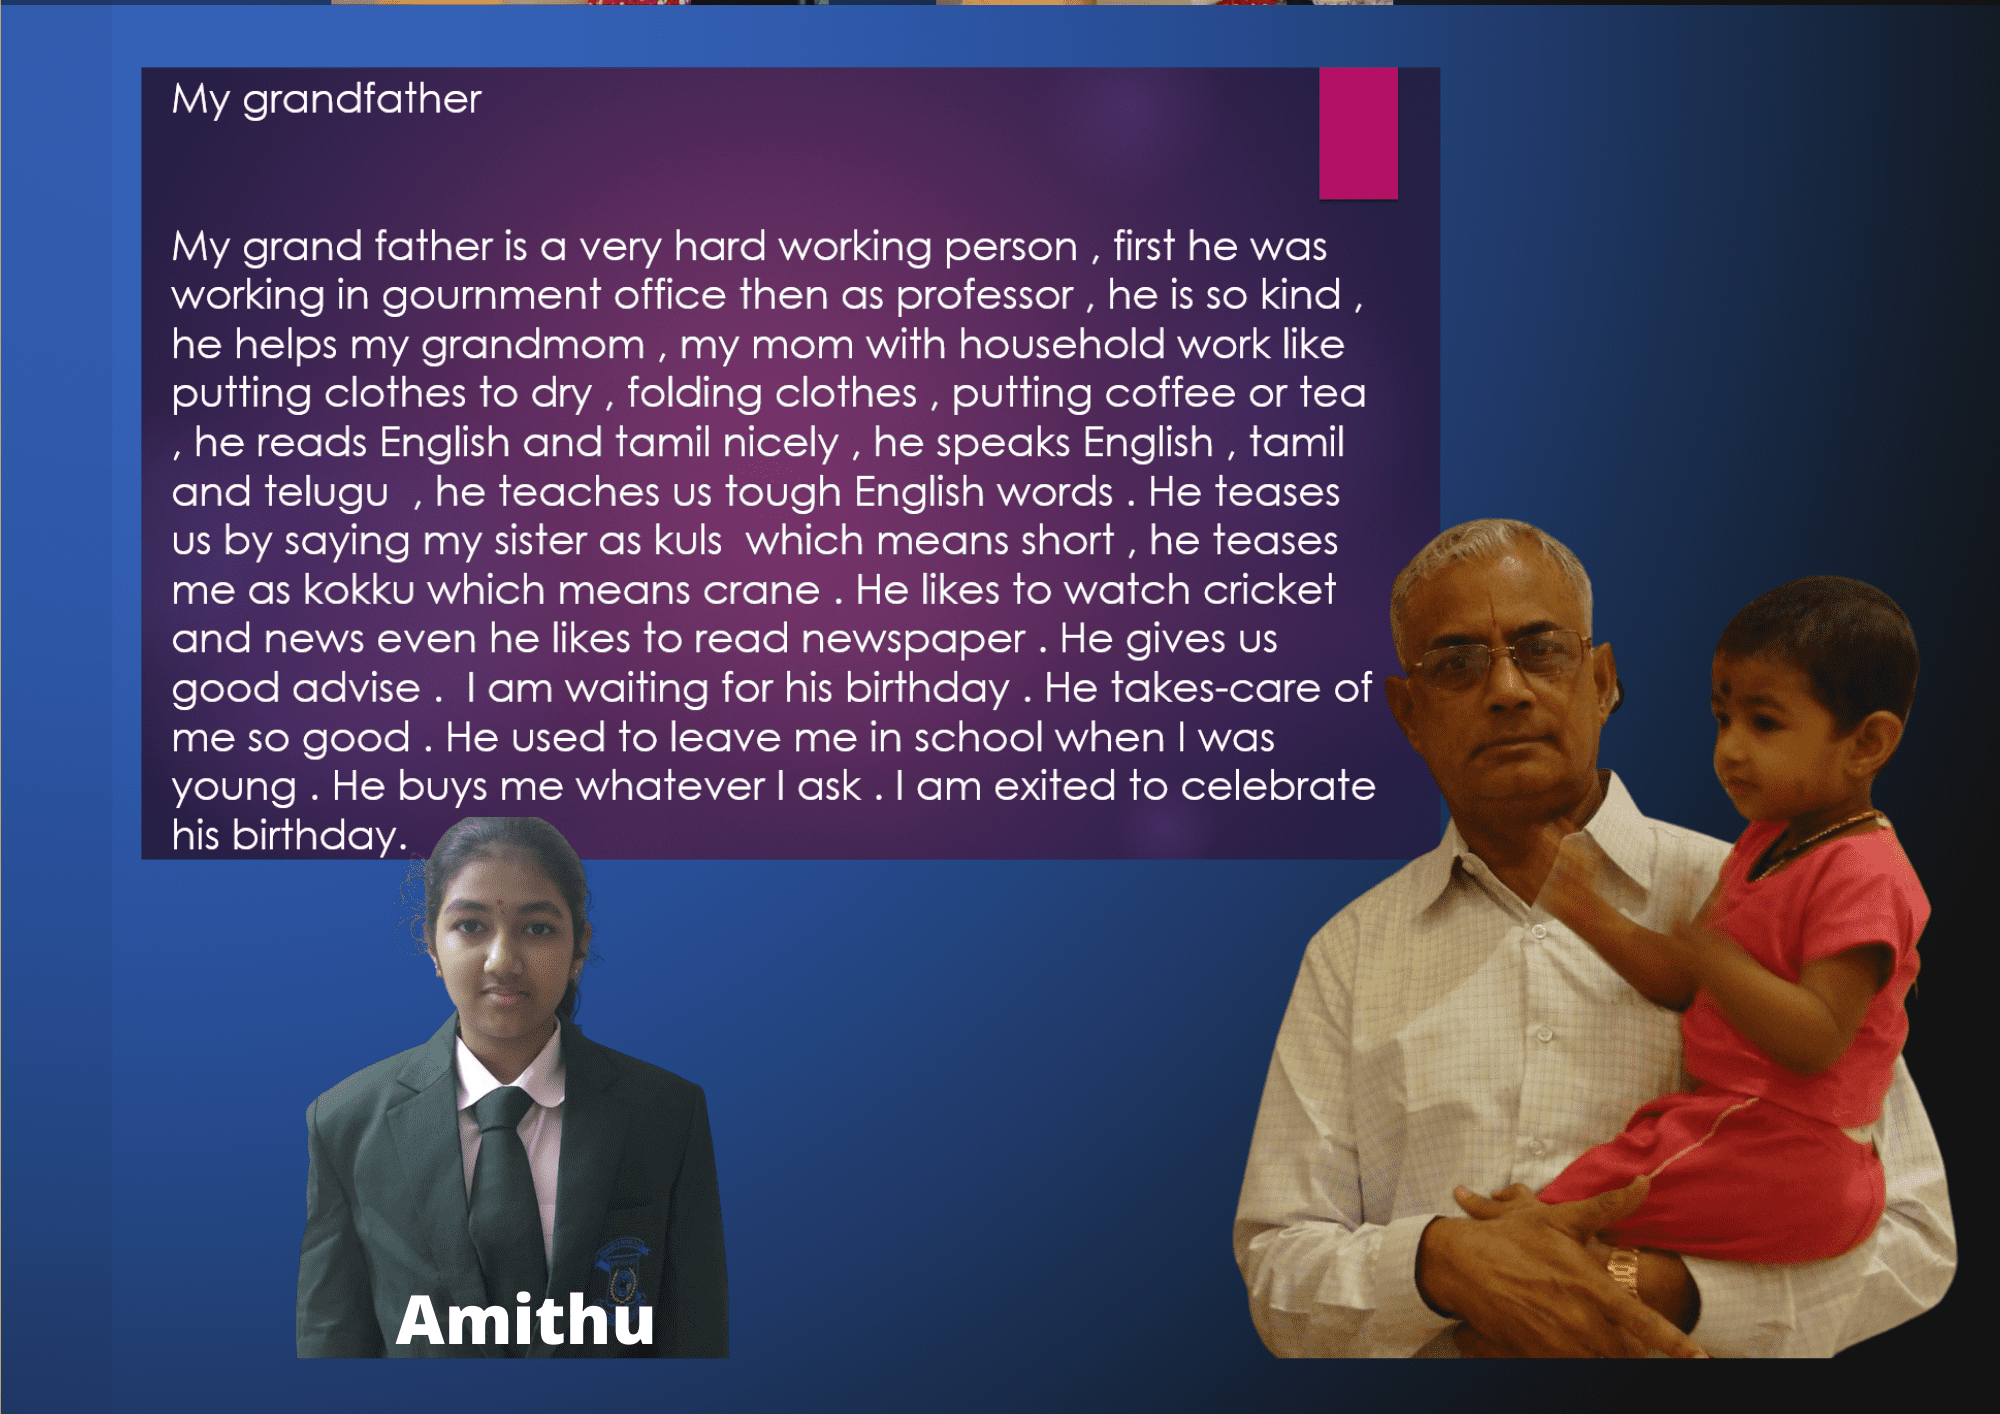 My grandfather
My grand father is a very hard working person , first he was
working in gournment office then as professor , he is so kind ,
he helps my grandmom , my mom with household work like
putting clothes to dry , folding clothes , putting coffee or tea
, he reads English and tamil nicely , he speaks English , tamil
and telugu  , he teaches us tough English words . He teases
us by saying my sister as kuls  which means short , he teases
me as kokku which means crane . He likes to watch cricket
and news even he likes to read newspaper . He gives us
good advise .  I am waiting for his birthday . He takes-care of
me so good . He used to leave me in school when I was
young . He buys me whatever I ask . I am exited to celebrate
his birthday.
Amithu